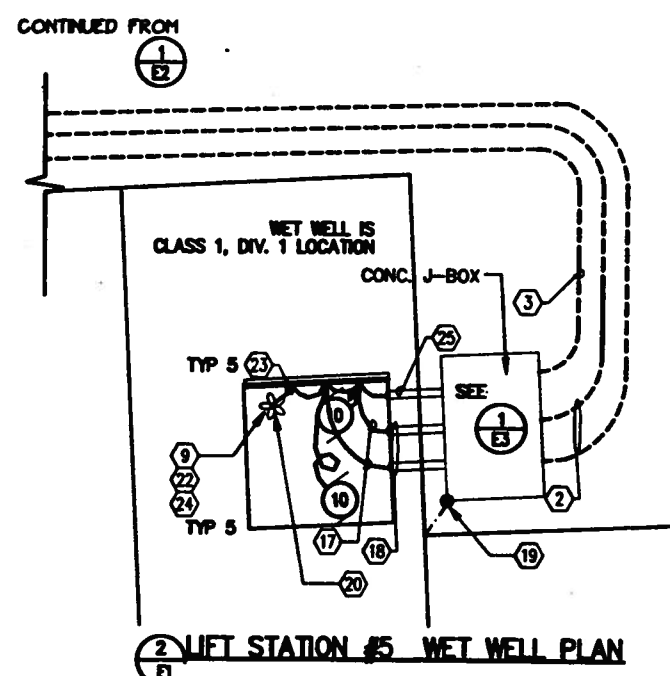 CONTINUED FROM
1
E2
WET WELL IS
CLASS 1, DIV. 1 LOCATION
CONC. J-BOX
3
TYP 5
23
25
SEE:
1
E3
0
9
22
24
10
2
TYP 5
17
18
19
20
2
E1
LIFT STATION #5 WET WELL PLAN